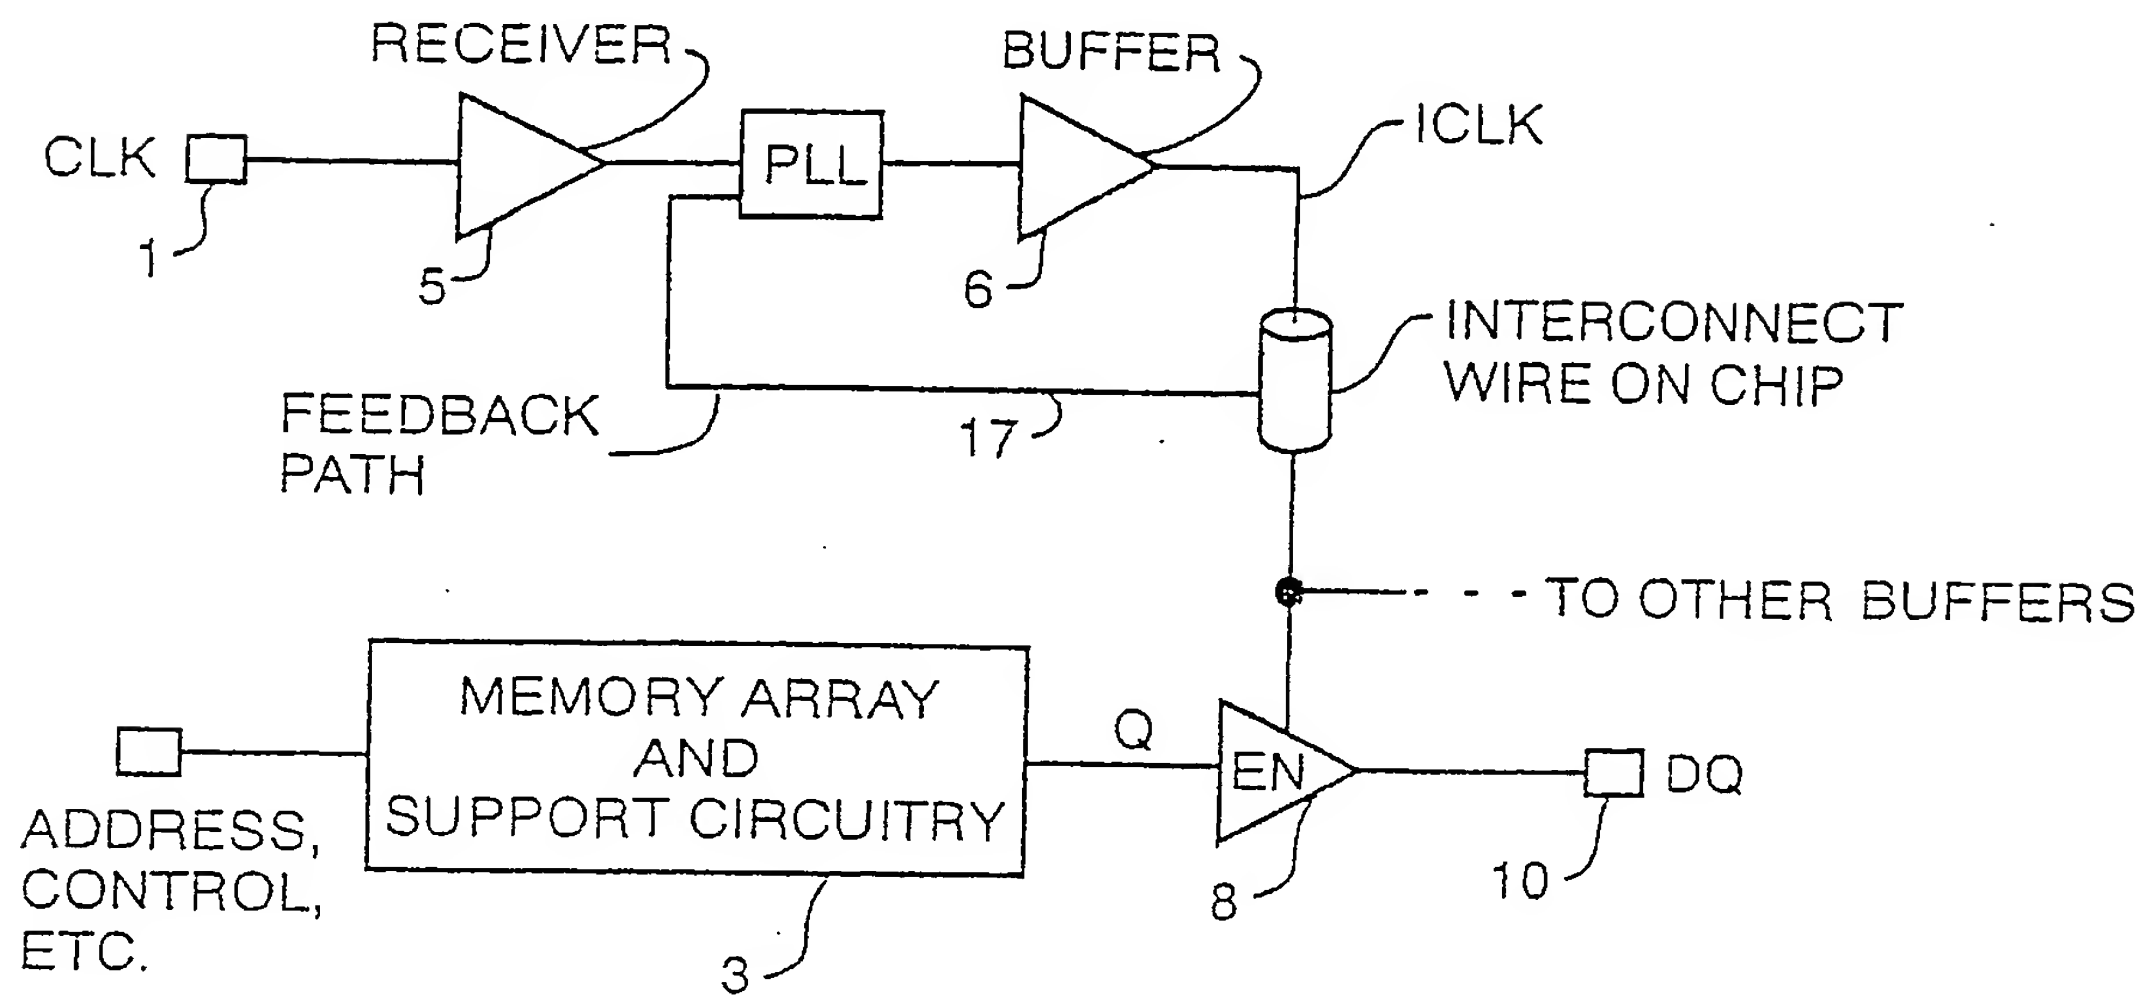 RECEIVER
BUFFER
ICLK
CLK
PLL
1
5
6
INTERCONNECT
WIRE ON CHIP
FEEDBACK
PATH
17
TO OTHER BUFFERS
MEMORY ARRAY
AND
SUPPORT CIRCUITRY
Q
EN
DQ
ADDRESS,
CONTROL,
ETC.
3
8
10